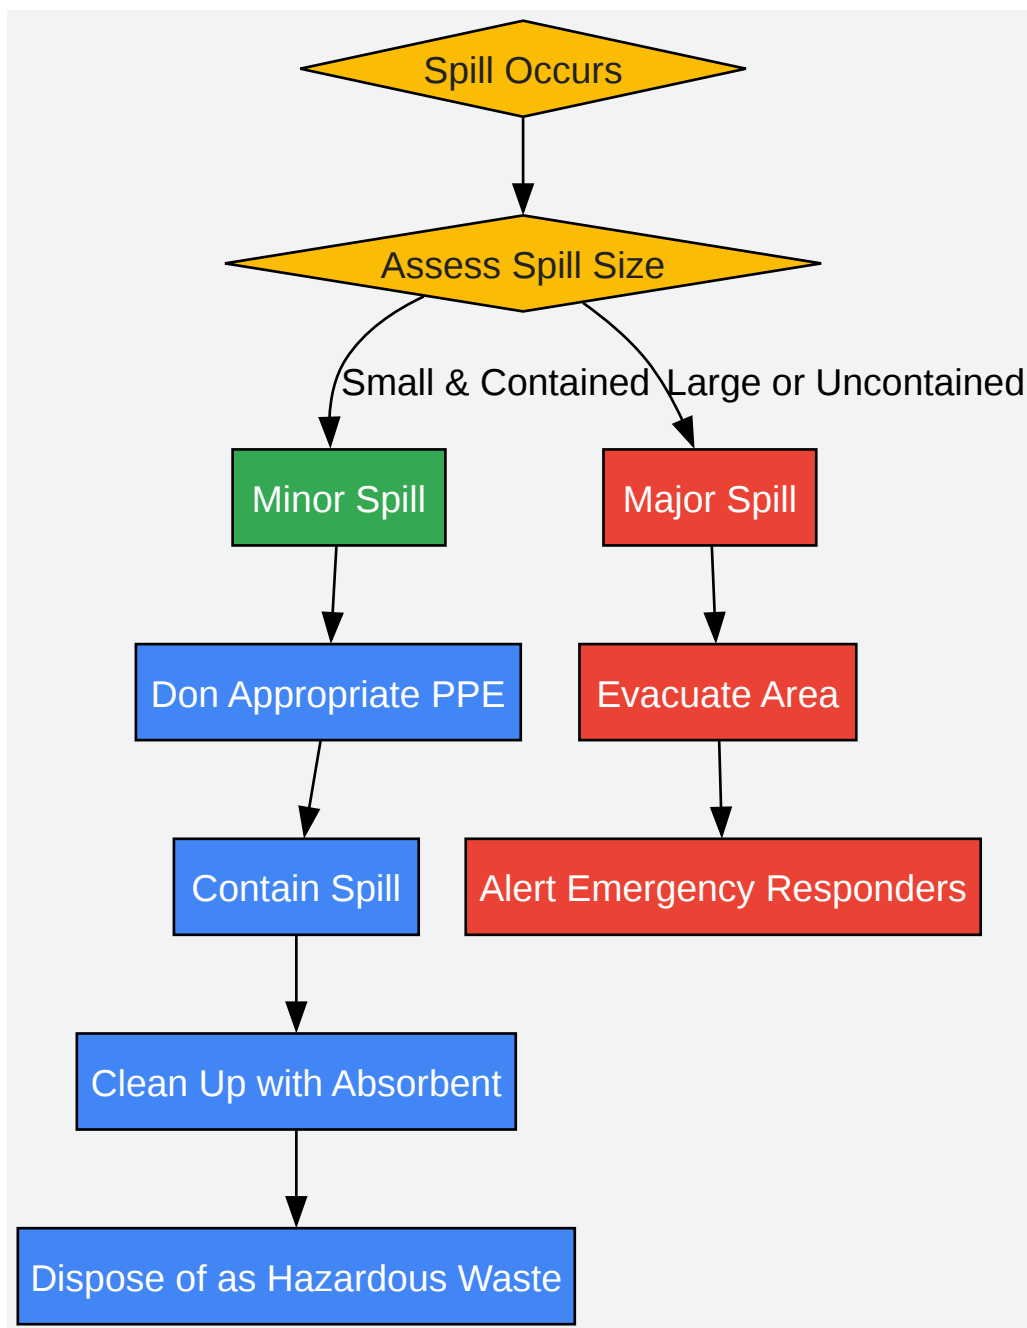 Spill Occurs
Assess Spill Size
Small & Contained
Large or Uncontained
Minor Spill
Major Spill
Don Appropriate PPE
Evacuate Area
Contain Spill
Alert Emergency Responders
Clean Up with Absorbent
Dispose of as Hazardous Waste